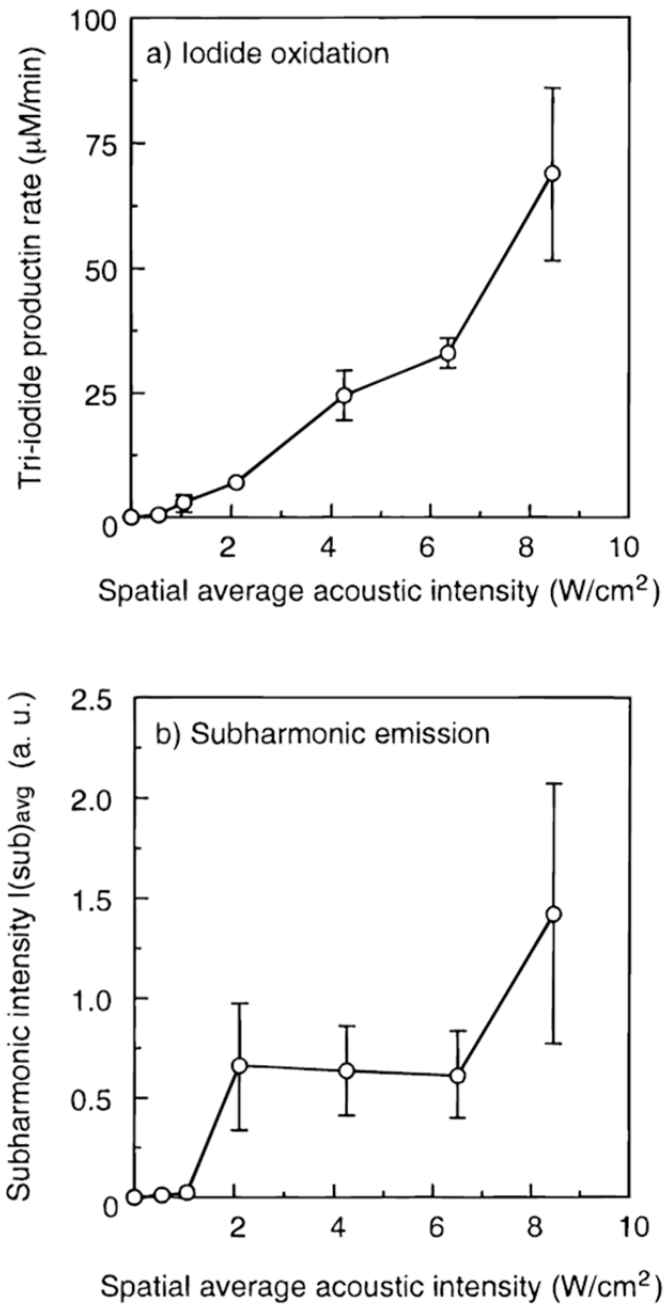 100
a) Iodide oxidation
75
50
25
0
2 4 6 8 10
Tri-iodide productin rate (μM/min)
Spatial average acoustic intensity (W/cm²)
2.5
b) Subharmonic emission
2.0
1.5
1.0
0.5
0
2 4 6 8 10
Subharmonic intensity I(sub)avg (a. u.)
Spatial average acoustic intensity (W/cm²)